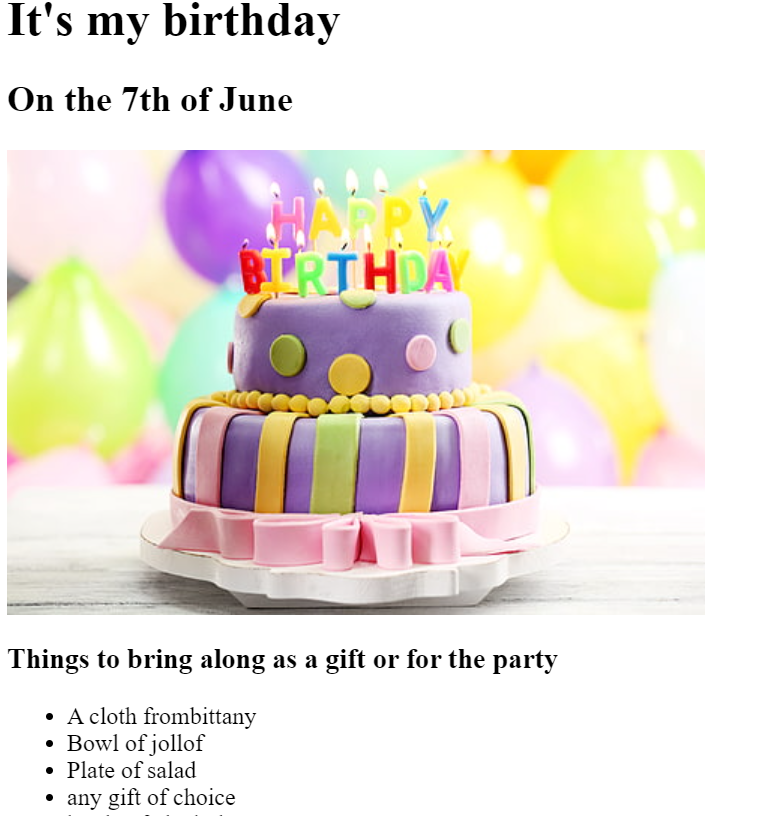 It's my birthday
On the 7th of June
HAPPY
BIRTHDAY
Things to bring along as a gift or for the party
A cloth frombittany
Bowl of jollof
Plate of salad
any gift of choice